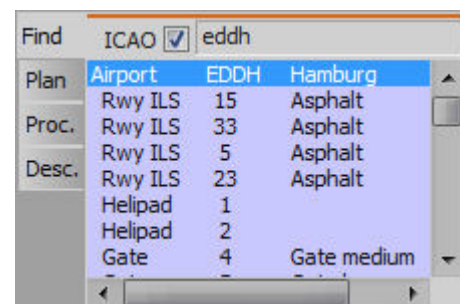 Find ICAO eddh
Plan Airport EDDH Hamburg
Rwy ILS 15 Asphalt
Proc. Rwy ILS 33 Asphalt
Rwy ILS 5 Asphalt
Desc. Rwy ILS 23 Asphalt
Helipad 1
Helipad 2
Gate 4 Gate medium